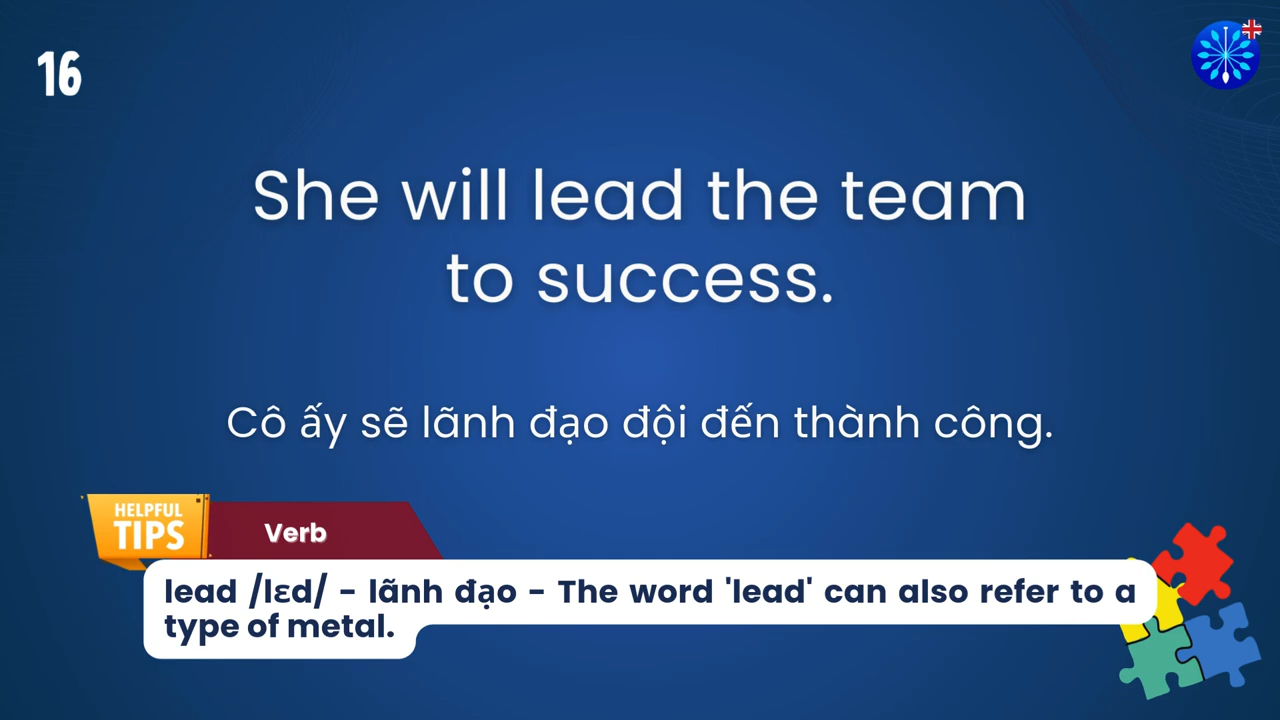 16
She will lead the team
to success.
Cô ấy sẽ lãnh đạo đội đến thành công.
HELPFUL
TIPS
Verb
lead /lɛd/ - lãnh đạo - The word 'lead' can also refer to a
type of metal.